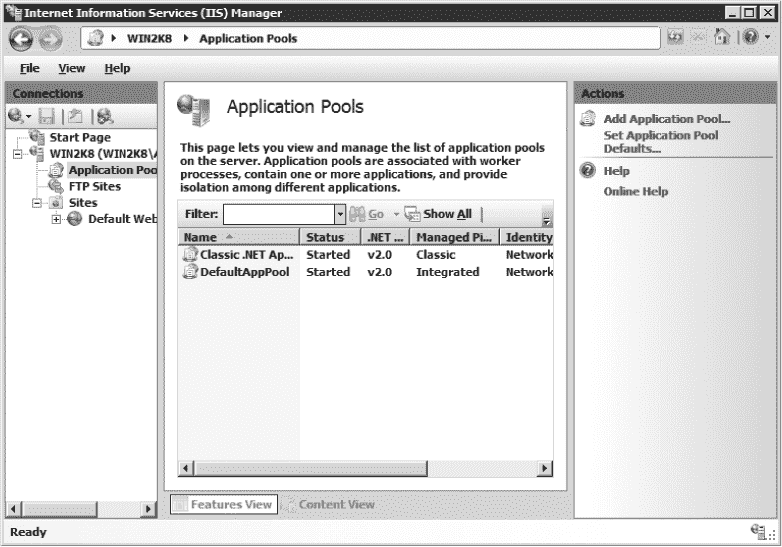 Internet Information Services (IIS) Manager
WIN2K8 Application Pools
File View Help
Connections
Start Page
WIN2K8 (WIN2K8\A
Application Poo
FTP Sites
Sites
Default Web
Application Pools
This page lets you view and manage the list of application pools
on the server. Application pools are associated with worker
processes, contain one or more applications, and provide
isolation among different applications.
Filter: Go Show All
Name Status .NET ... Managed Pi... Identity
Classic .NET Ap... Started v2.0 Classic Network
DefaultAppPool Started v2.0 Integrated Network
Features View Content View
Actions
Add Application Pool...
Set Application Pool
Defaults...
Help
Online Help
Ready